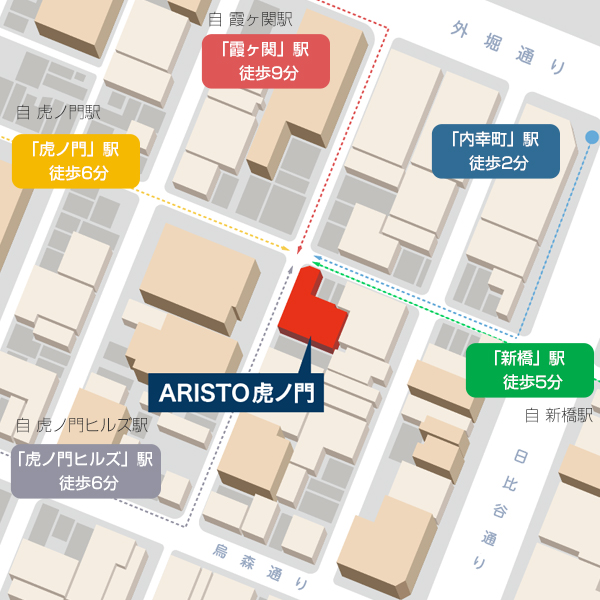 自 霞ヶ関駅
「霞ヶ関」駅
徒歩9分
外堀通り
自 虎ノ門駅
「虎ノ門」駅
徒歩6分
「内幸町」駅
徒歩2分
ARISTO虎ノ門
「新橋」駅
徒歩5分
自 新橋駅
自 虎ノ門ヒルズ駅
「虎ノ門ヒルズ」駅
徒歩6分
日比谷通り
烏森通り